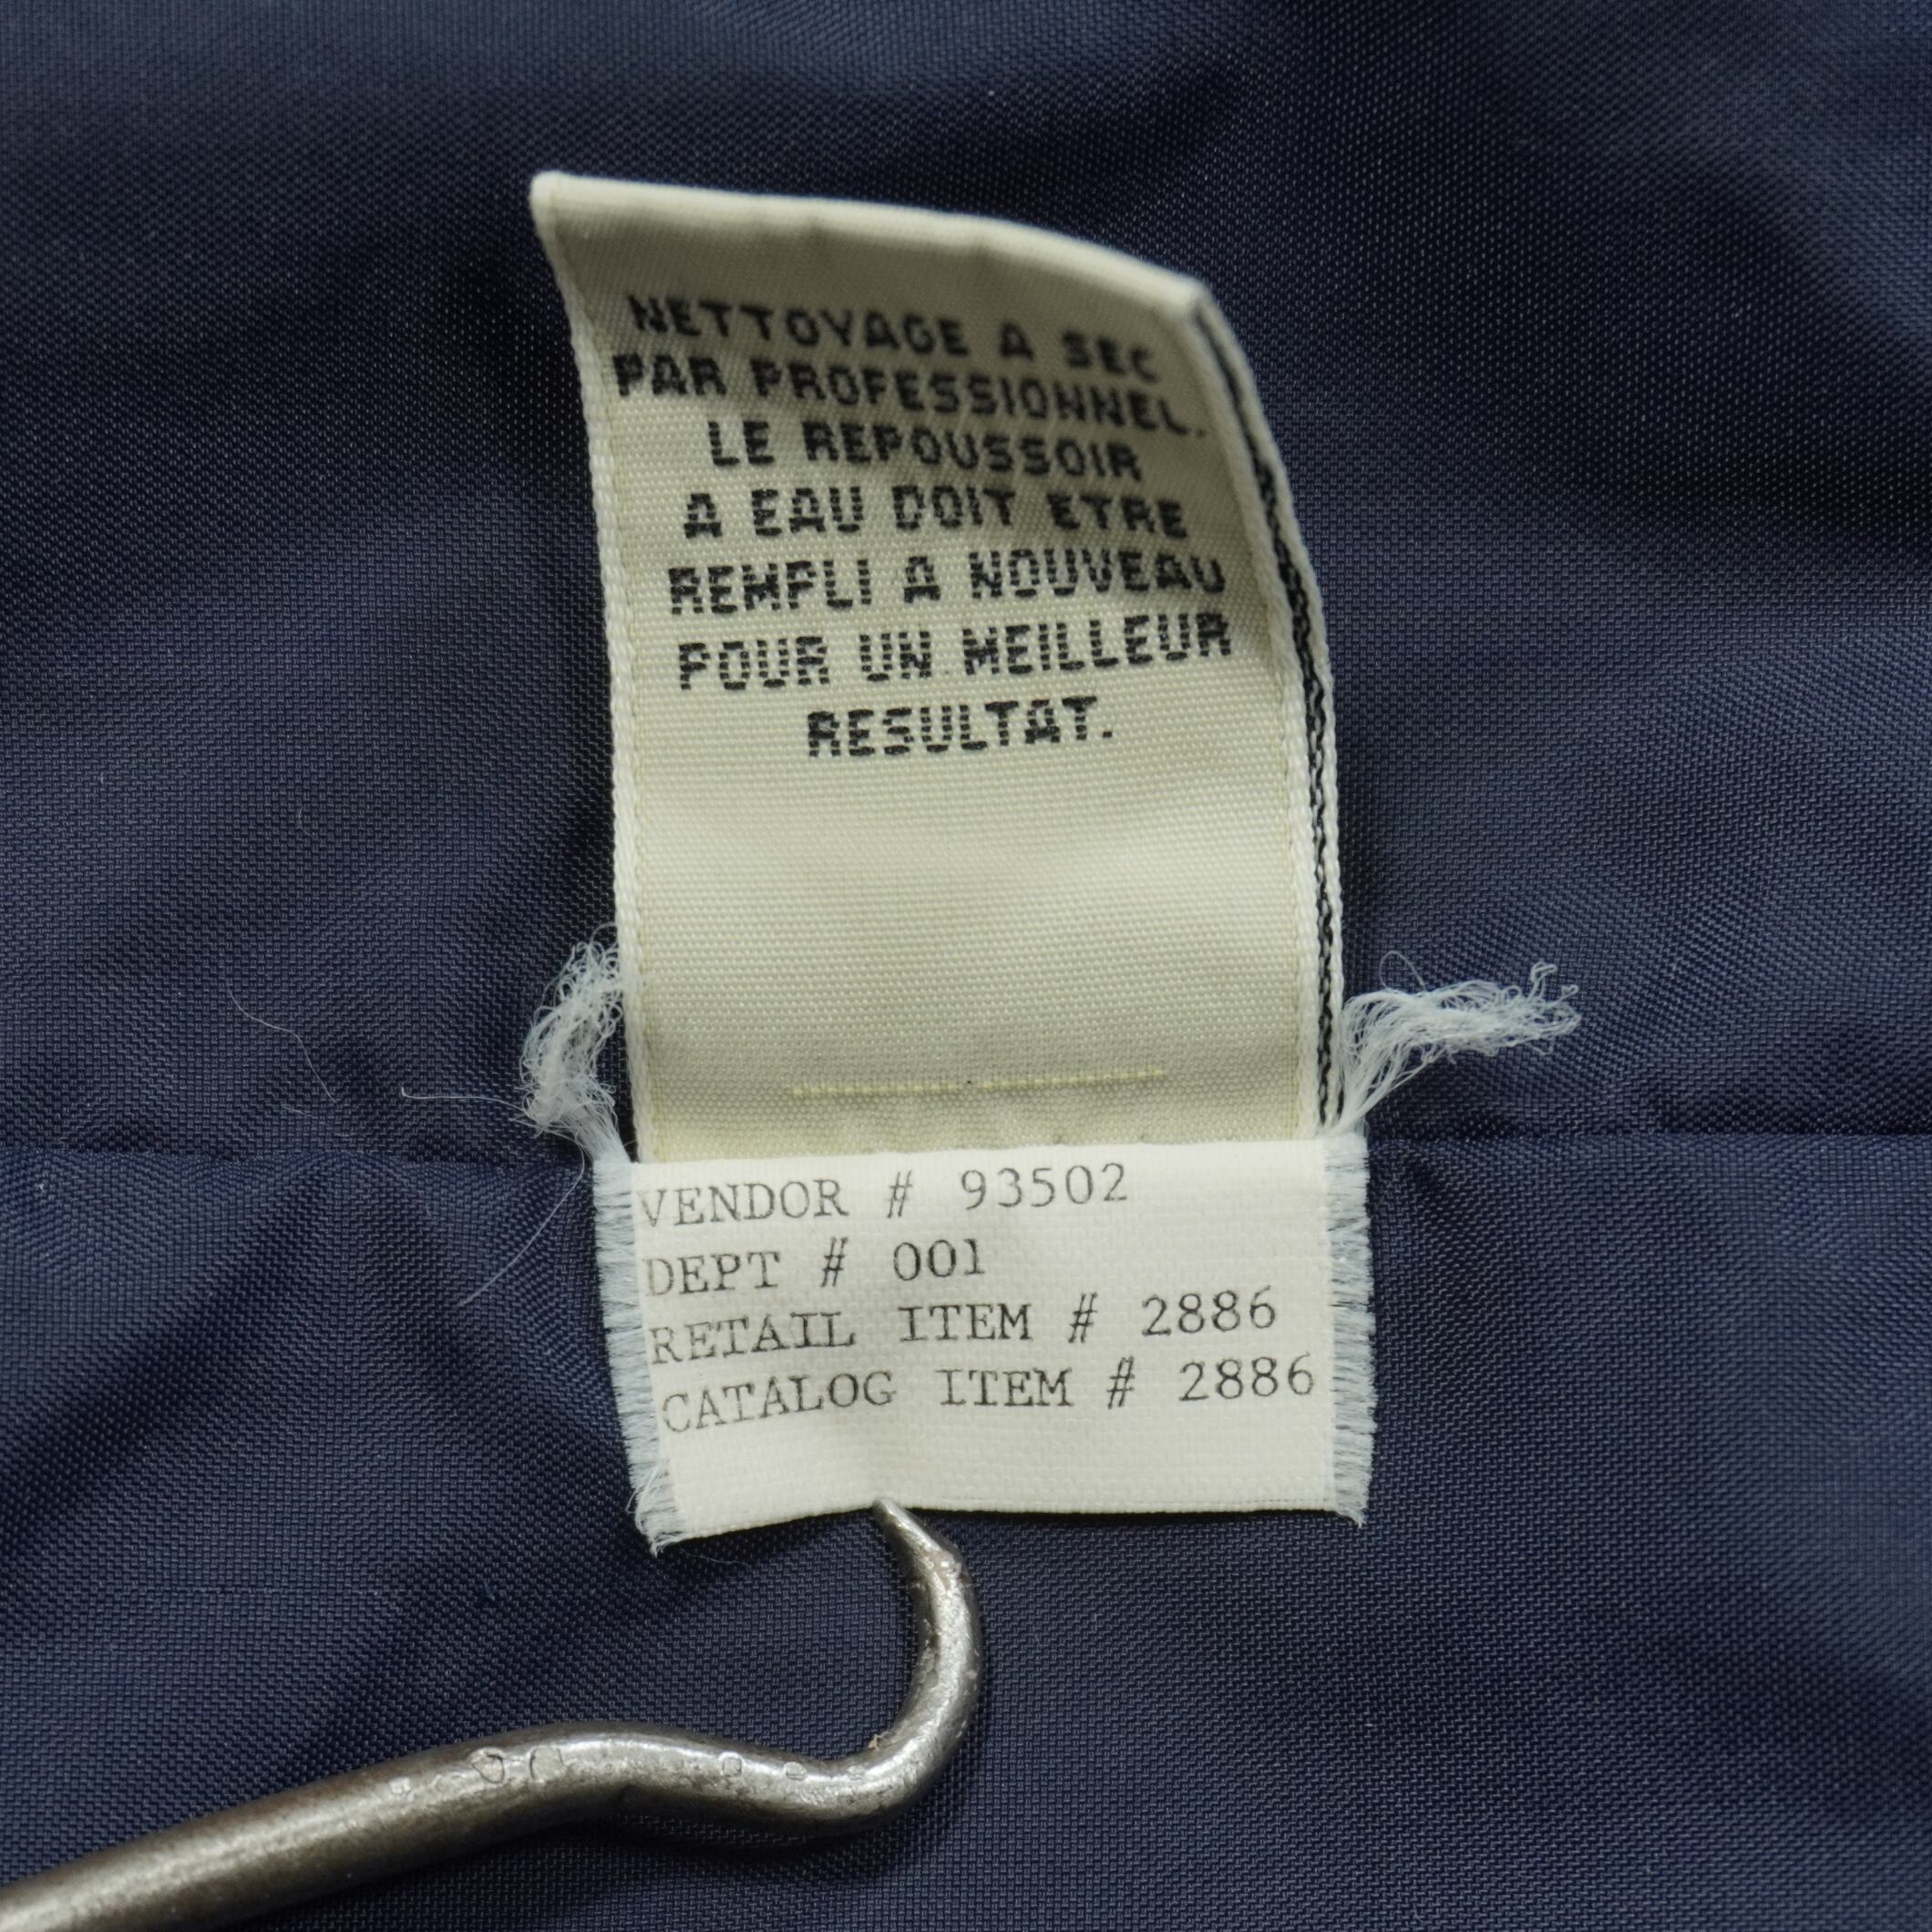 NETTOYAGE A SEC
PAR PROFESSIONNEL.
LE REPOUSSOIR
A EAU DOIT ETRE
REMPLI A NOUVEAU
POUR UN MEILLEUR
RESULTAT.
VENDOR # 93502
DEPT # 001
RETAIL ITEM # 2886
CATALOG ITEM # 2886